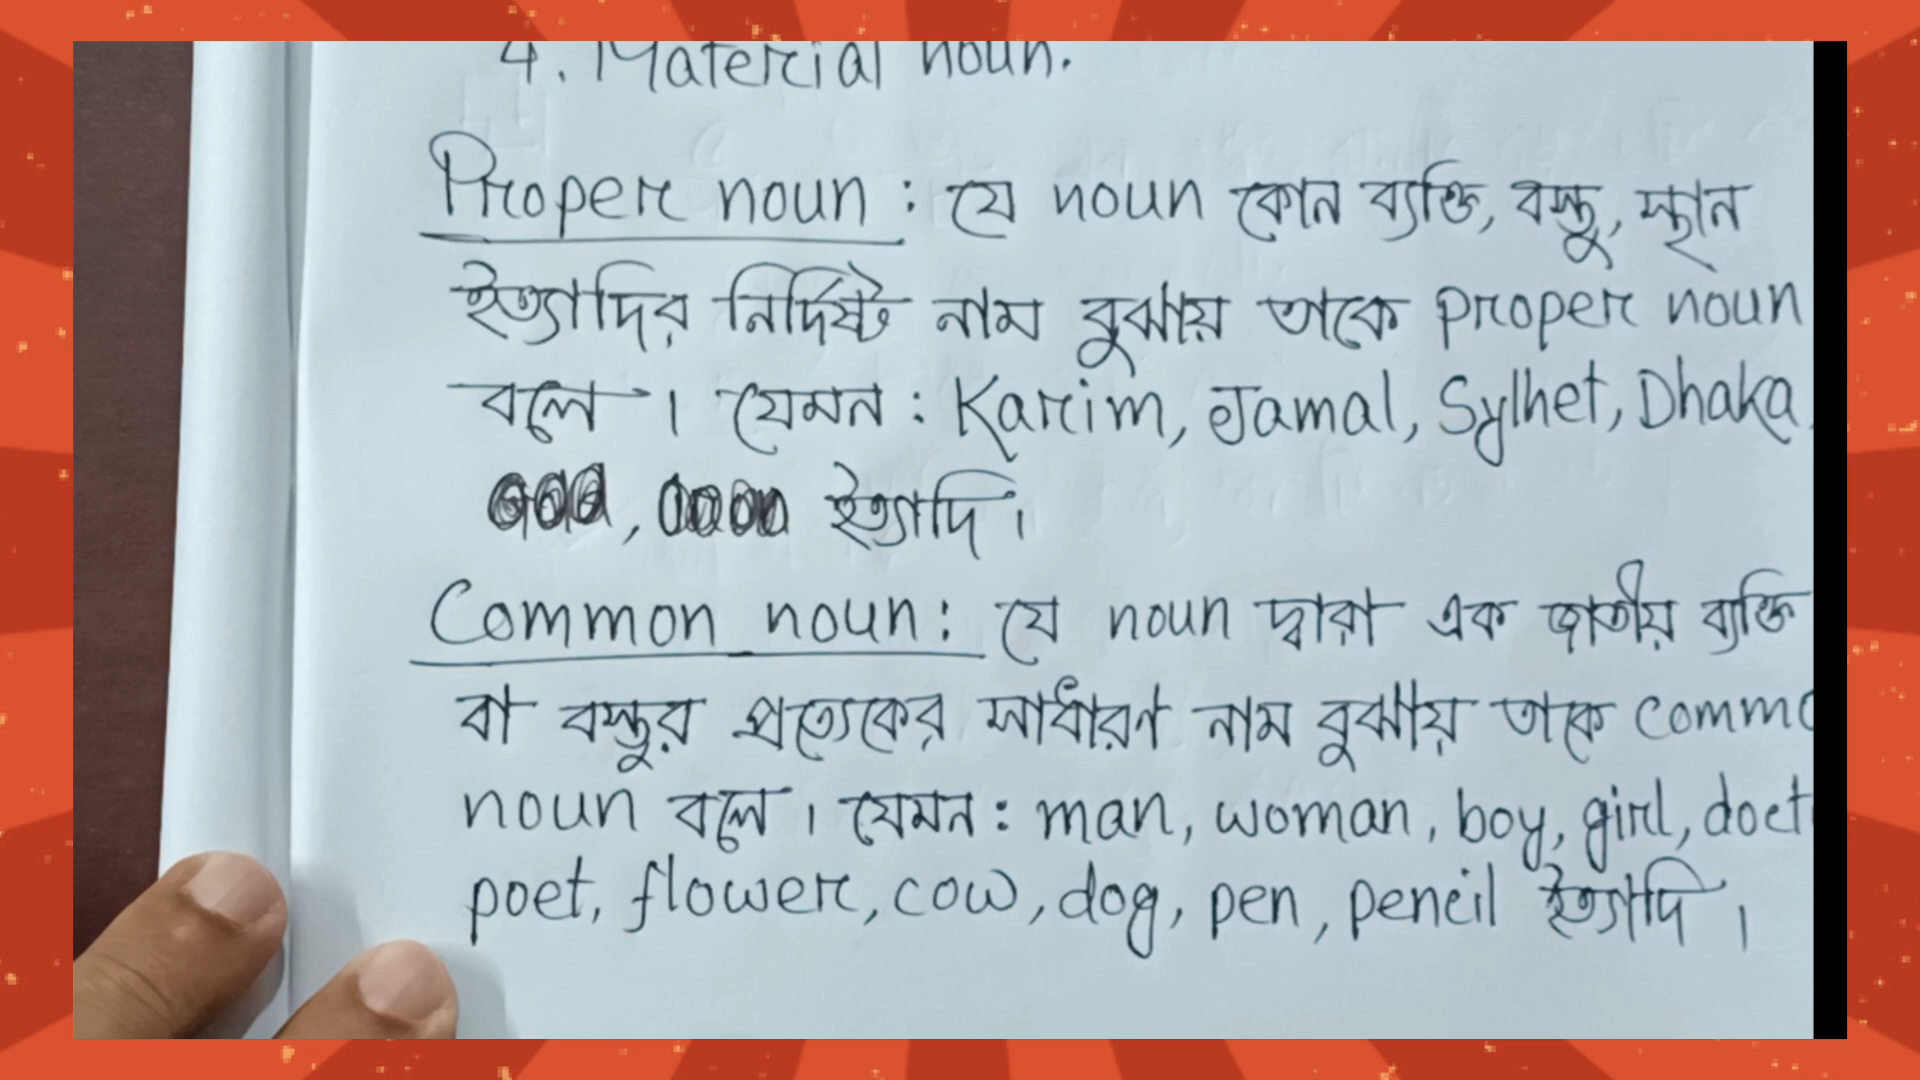 4. Material noun.
Proper noun : যে noun কোন ব্যক্তি, বস্তু, স্থান
ইত্যাদির নির্দিষ্ট নাম বুঝায় তাকে proper noun
বলে । যেমন : Karim, Jamal, Sylhet, Dhaka,
, ইত্যাদি ।
Common noun : যে noun দ্বারা এক জাতীয় ব্যক্তি
বা বস্তুর প্রত্যেকের সাধারণ নাম বুঝায় তাকে commo
noun বলে । যেমন : man, woman, boy, girl, doct
poet, flower, cow, dog, pen, pencil ইত্যাদি ।